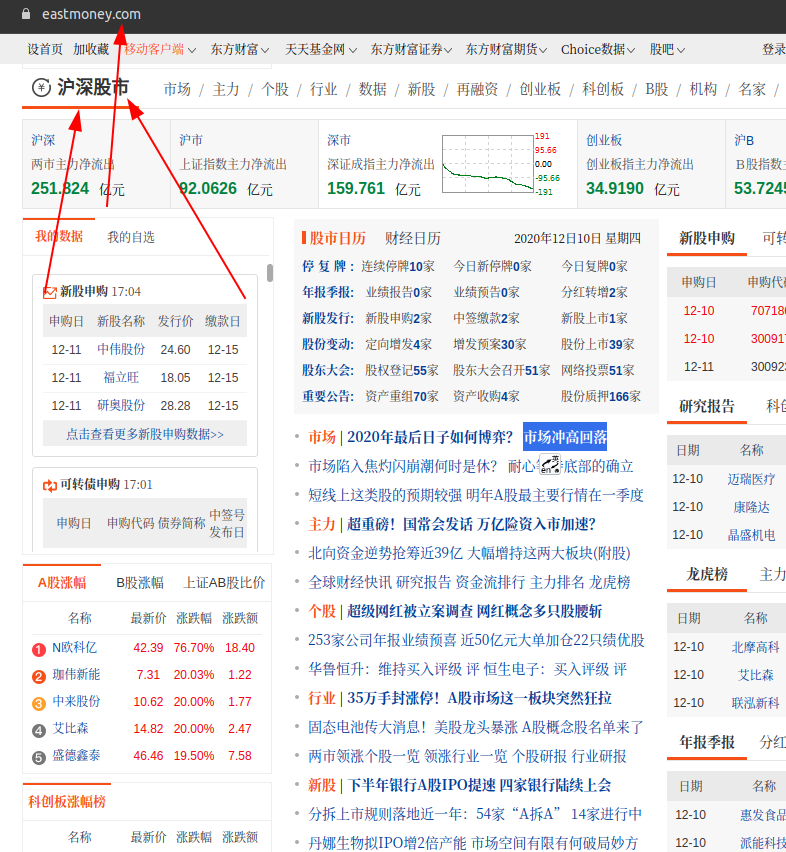 eastmoney.com
设首页 加收藏 移动客户端 东方财富 天天基金网 东方财富证券 东方财富期货 Choice数据 股吧 登录
沪深股市 市场 / 主力 / 个股 / 行业 / 数据 / 新股 / 再融资 / 创业板 / 科创板 / B股 / 机构 / 名家 /
沪深 沪市 深市 创业板 沪B
两市主力净流出 上证指数主力净流出 深证成指主力净流出 创业板指主力净流出 B股指数主
251.824 亿元 92.0626 亿元 159.761 亿元 34.9190 亿元 53.7245
191
95.66
0.00
-95.66
-191
我的数据 我的自选
新股申购 17:04
申购日 新股名称 发行价 缴款日
12-11 中伟股份 24.60 12-15
12-11 福立旺 18.05 12-15
12-11 研奥股份 28.28 12-15
点击查看更多新股申购数据>>
可转债申购 17:01
申购日 申购代码 债券简称 中签号
发布日
A股涨幅 B股涨幅 上证AB股比价
名称 最新价 涨跌幅 涨跌额
1 N欧科亿 42.39 76.70% 18.40
2 珈伟新能 7.31 20.03% 1.22
3 中来股份 10.62 20.00% 1.77
4 艾比森 14.82 20.00% 2.47
5 盛德鑫泰 46.46 19.50% 7.58
科创板涨幅榜
名称 最新价 涨跌幅 涨跌额
股市日历 财经日历 2020年12月10日 星期四
停 复 牌： 连续停牌10家 今日新停牌0家 今日复牌0家
年报季报: 业绩报告0家 业绩预告0家 分红转增2家
新股发行: 新股申购2家 中签缴款2家 新股上市1家
股份变动: 定向增发4家 增发预案30家 股份上市39家
股东大会: 股权登记55家 股东大会召开51家 网络投票51家
重要公告: 资产重组70家 资产收购4家 股份质押166家
市场 | 2020年最后日子如何博弈？ 市场冲高回落
市场陷入焦灼闪崩潮何时是休？ 耐心等待底部的确立
短线上这类股的预期较强 明年A股最主要行情在一季度
主力 | 超重磅！国常会发话 万亿险资入市加速？
北向资金逆势抢筹近39亿 大幅增持这两大板块(附股)
全球财经快讯 研究报告 资金流排行 主力排名 龙虎榜
个股 | 超级网红被立案调查 网红概念多只股腰斩
253家公司年报业绩预喜 近50亿元大单加仓22只绩优股
华鲁恒升：维持买入评级 评 恒生电子：买入评级 评
行业 | 35万手封涨停！A股市场这一板块突然狂拉
固态电池传大消息！美股龙头暴涨 A股概念股名单来了
两市领涨个股一览 领涨行业一览 个股研报 行业研报
新股 | 下半年银行A股IPO提速 四家银行陆续上会
分拆上市规则落地近一年：54家“A拆A” 14家进行中
丹娜生物拟IPO增2倍产能 市场空间有限有何破局妙方
新股申购 可转
申购日 申购代码
12-10 70718
12-10 30091
12-11 30092
研究报告 科创
日期 名称
12-10 迈瑞医疗
12-10 康隆达
12-10 晶盛机电
龙虎榜 主力
日期 名称
12-10 北摩高科
12-10 艾比森
12-10 联泓新科
年报季报 分红
日期 名称
12-10 惠发食品
12-10 派能科技